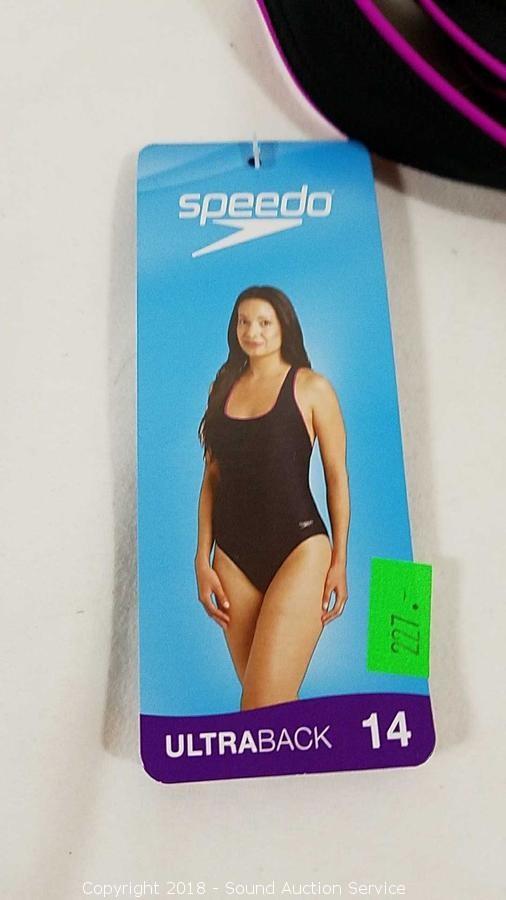 speedo
227.-
ULTRABACK 14
Copyright 2018 - Sound Auction Service